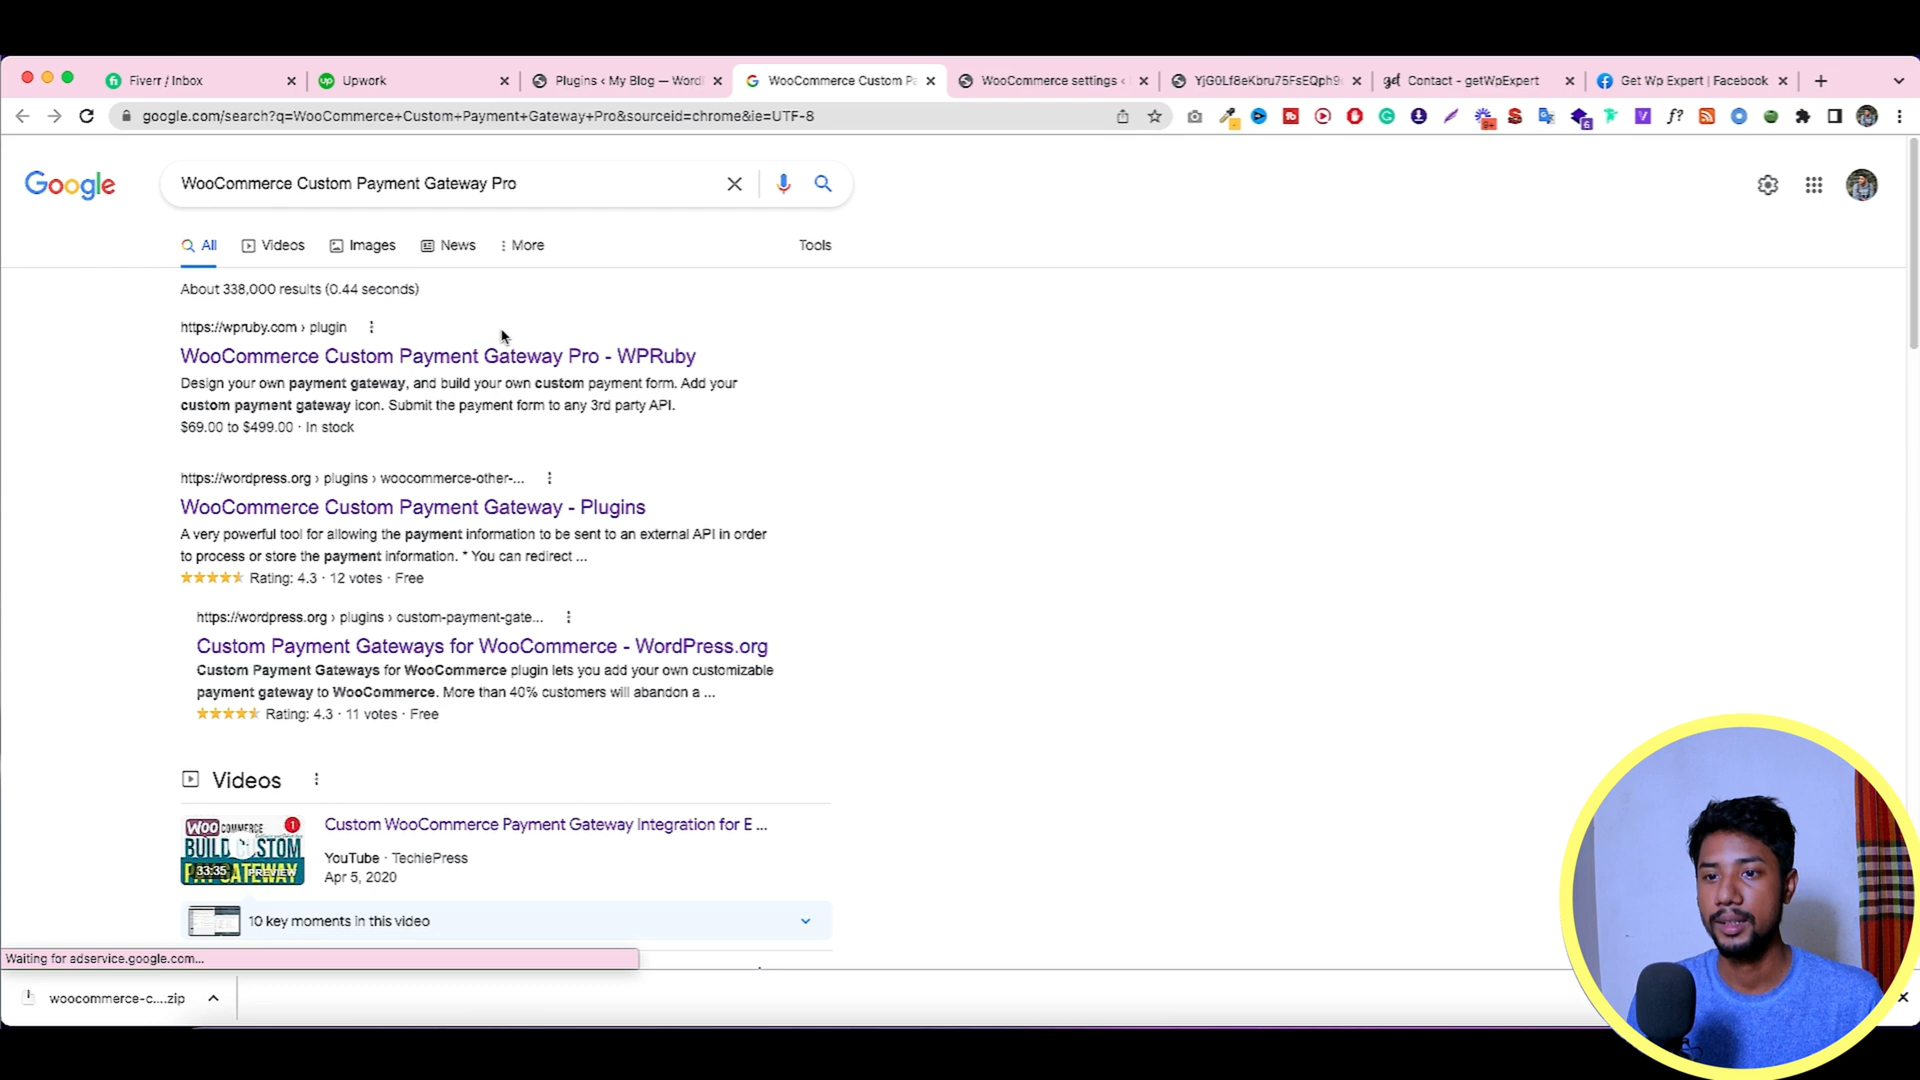 Fiverr / Inbox
Upwork
Plugins ‹ My Blog — Word
WooCommerce Custom Pa
WooCommerce settings ‹
YjG0Lf8eKbru75FsEQph9
Contact - getWpExpert
Get Wp Expert | Facebook
google.com/search?q=WooCommerce+Custom+Payment+Gateway+Pro&sourceid=chrome&ie=UTF-8
Google
WooCommerce Custom Payment Gateway Pro
All
Videos
Images
News
More
Tools
About 338,000 results (0.44 seconds)
https://wpruby.com › plugin
WooCommerce Custom Payment Gateway Pro - WPRuby
Design your own payment gateway, and build your own custom payment form. Add your
custom payment gateway icon. Submit the payment form to any 3rd party API.
$69.00 to $499.00 · In stock
https://wordpress.org › plugins › woocommerce-other-...
WooCommerce Custom Payment Gateway - Plugins
A very powerful tool for allowing the payment information to be sent to an external API in order
to process or store the payment information. * You can redirect ...
Rating: 4.3 · 12 votes · Free
https://wordpress.org › plugins › custom-payment-gate...
Custom Payment Gateways for WooCommerce - WordPress.org
Custom Payment Gateways for WooCommerce plugin lets you add your own customizable
payment gateway to WooCommerce. More than 40% customers will abandon a ...
Rating: 4.3 · 11 votes · Free
Videos
WOO COMMERCE
BUILD CUSTOM
PAY GATEWAY
33:35
PREVIEW
Custom WooCommerce Payment Gateway Integration for E ...
YouTube · TechiePress
Apr 5, 2020
10 key moments in this video
Waiting for adservice.google.com...
woocommerce-c....zip